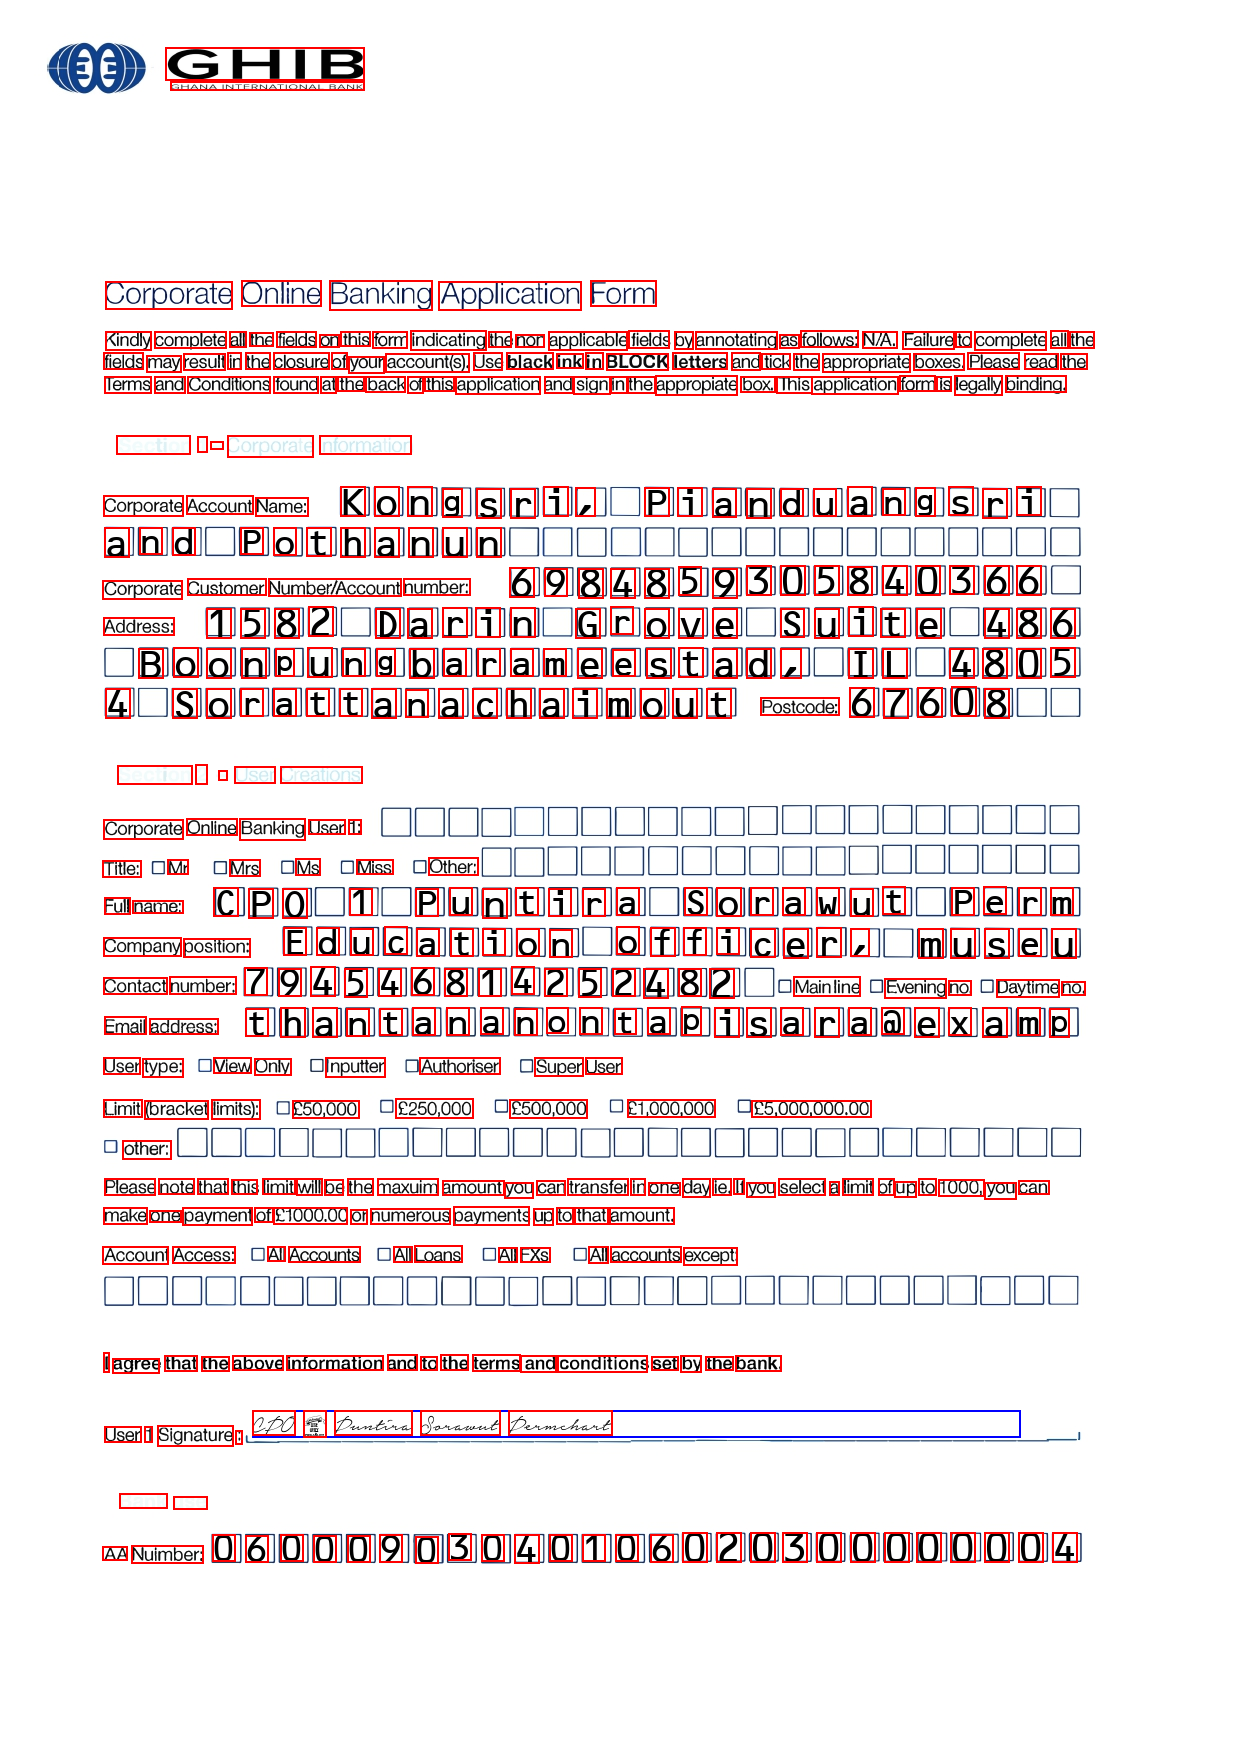 GHIB
GHANA INTERNATIONAL BANK
Corporate Online Banking Application Form
Kindly complete all the fields on this form indicating the non applicable fields by annotating as follows: N/A. Failure to complete all the
fields may result in the closure of your account(s). Use black ink in BLOCK letters and tick the appropriate boxes. Please read the
Terms and Conditions found at the back of this application and sign in the appropiate box. This application form is legally binding.
Section - Corporate Information
Corporate Account Name: Kongsri, Pianduangsri
and Pothanun
Corporate Customer Number/Account number: 6984859305840366
Address: 1582 Darin Grove Suite 486
Boonpungbarameestad, IL 4805
4 Sorattanachaimout Postcode: 67608
Section - User Creations
Corporate Online Banking User 1:
Title: Mr Mrs Ms Miss Other:
Full name: CPO 1 Puntira Sorawut Perm
Company position: Education officer, museu
Contact number: 794546814252482 Main line Evening no Daytime no.
Email address: thantananontapisara@examp
User type: View Only Inputter Authoriser Super User
Limit (bracket limits): £50,000 £250,000 £500,000 £1,000,000 £5,000,000.00
other:
Please note that this limit will be the maxuim amount you can transfer in one day ie. If you select a limit of up to 1000, you can
make one payment of £1000.00 or numerous payments up to that amount.
Account Access: All Accounts All Loans All FXs All accounts except
I agree that the above information and to the terms and conditions set by the bank.
User 1 Signature : CPO Puntira Sorawut Permchart
AA Nuimber: 06000903040106020300000004